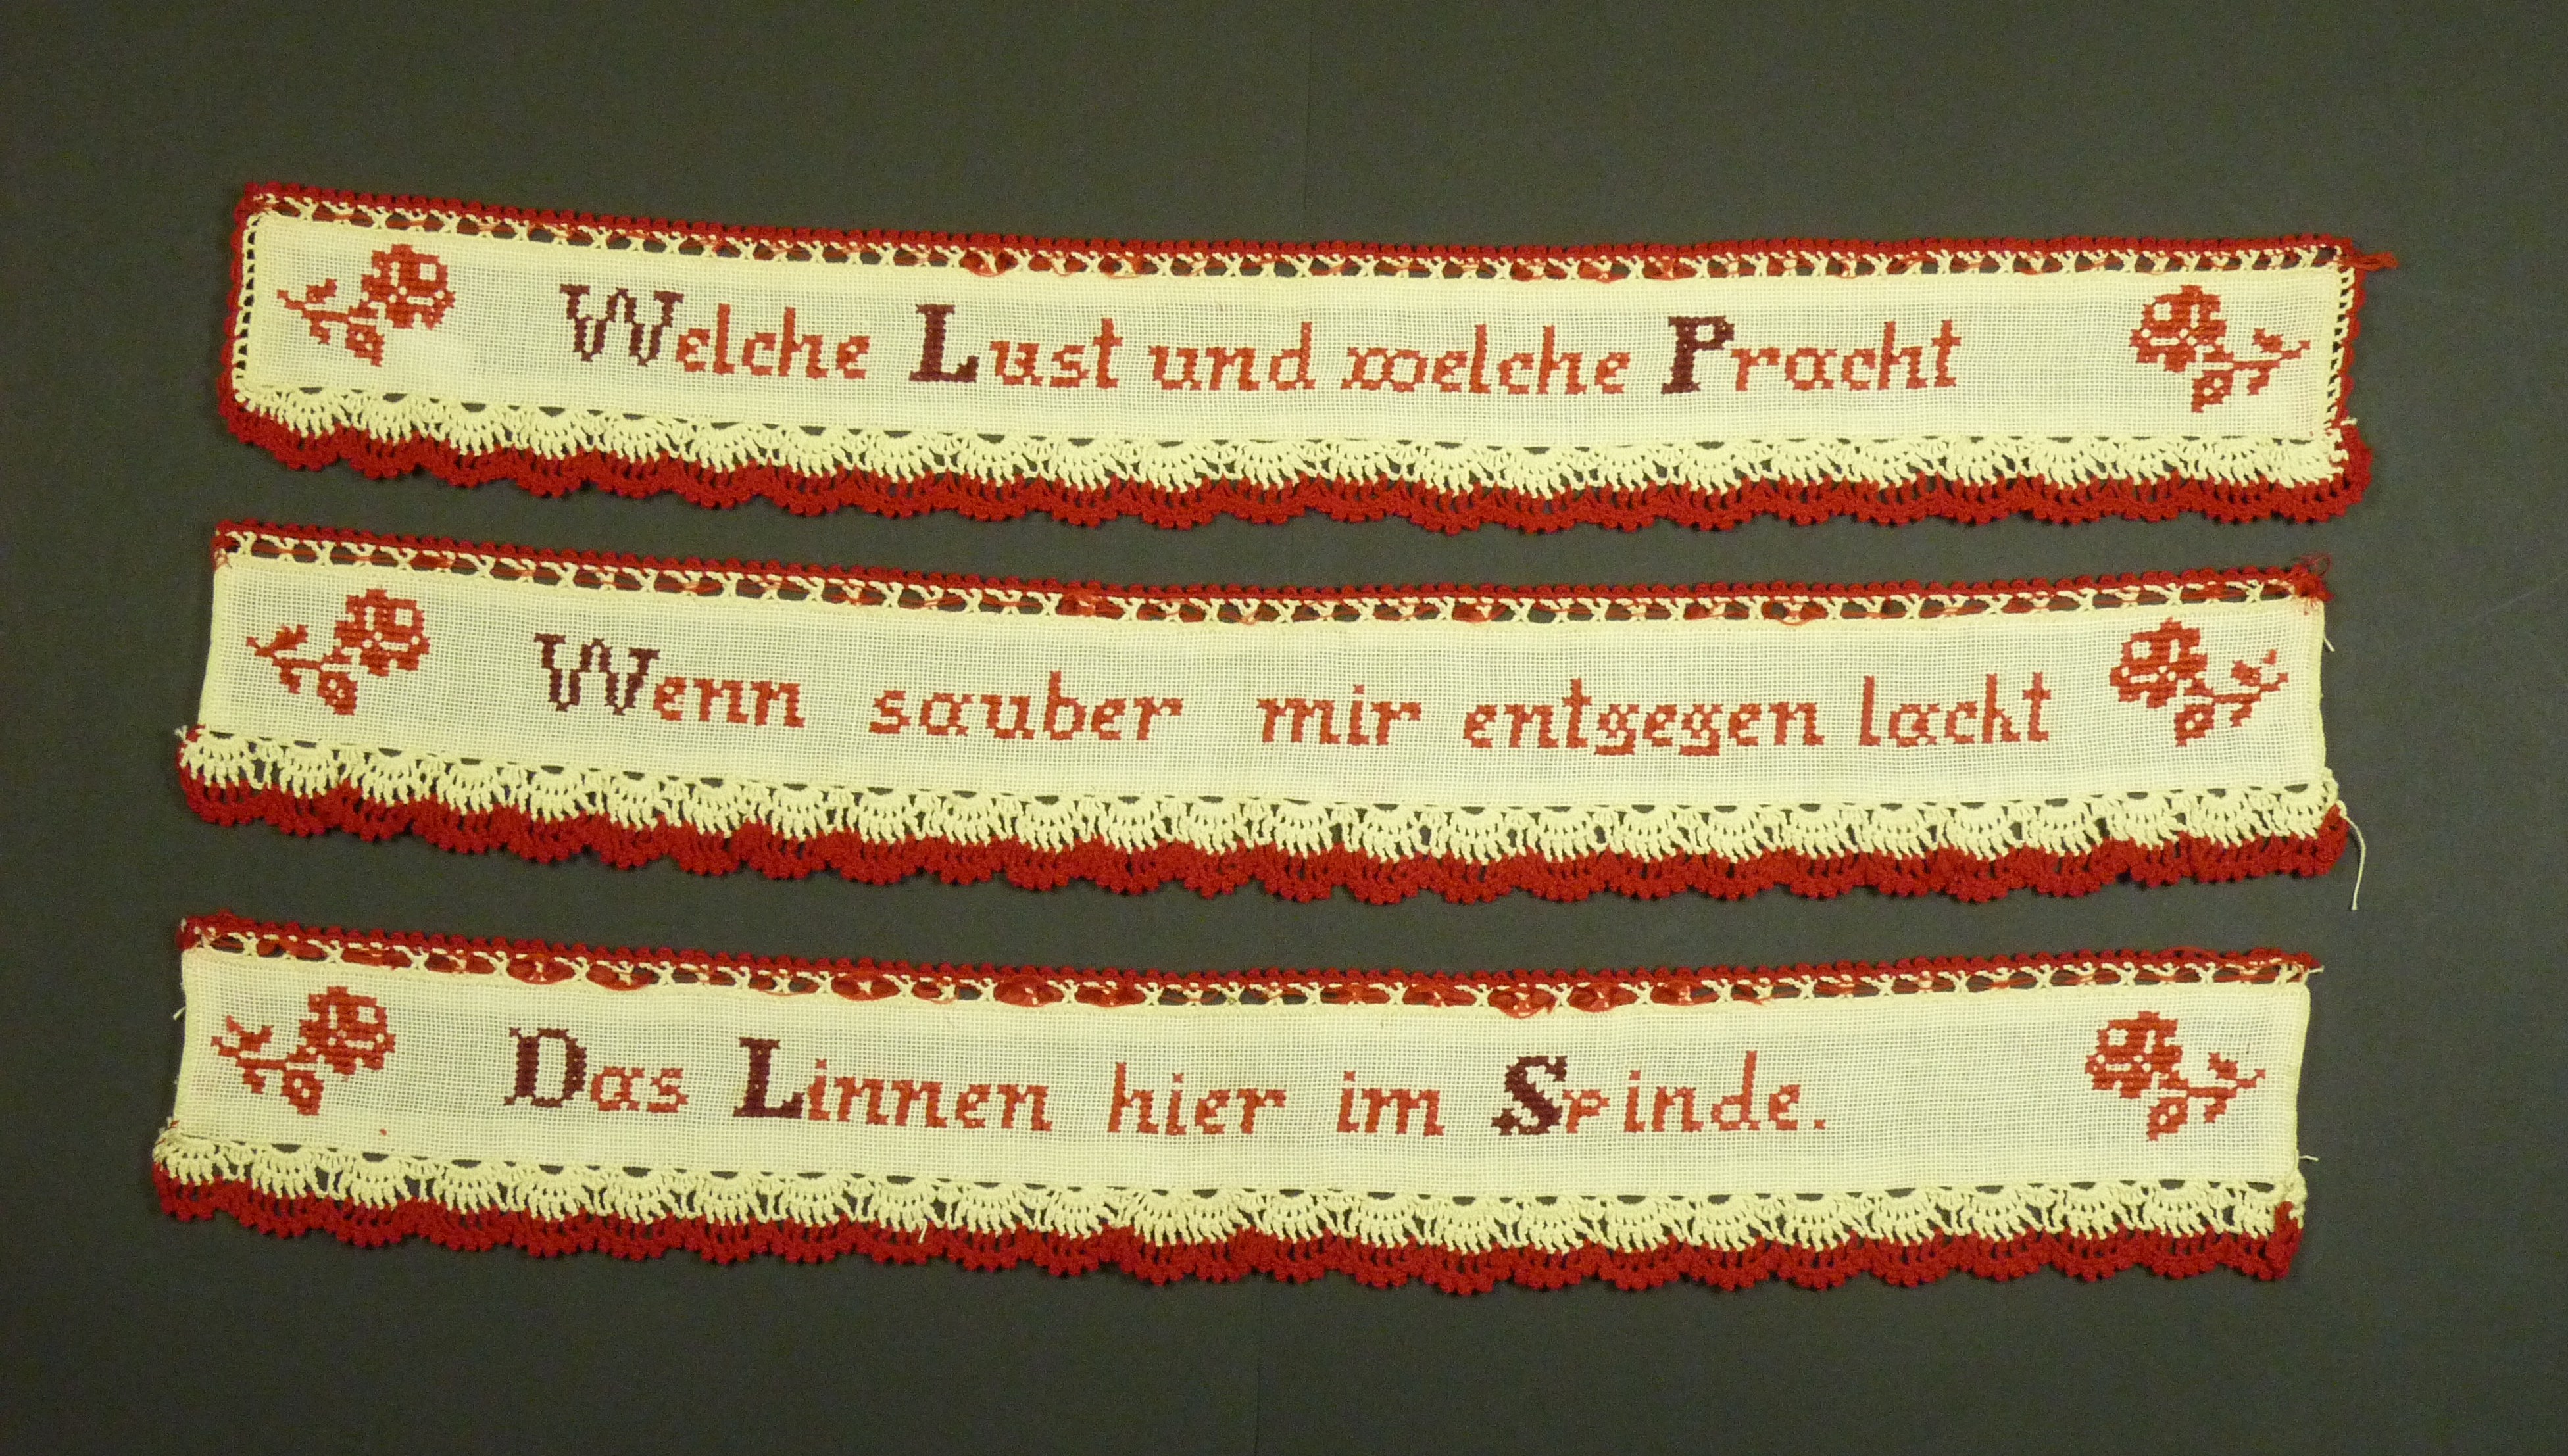 Welche Lust und welche Pracht
Wenn sauber mir entgegen lacht
Das Linnen hier im Spinde.